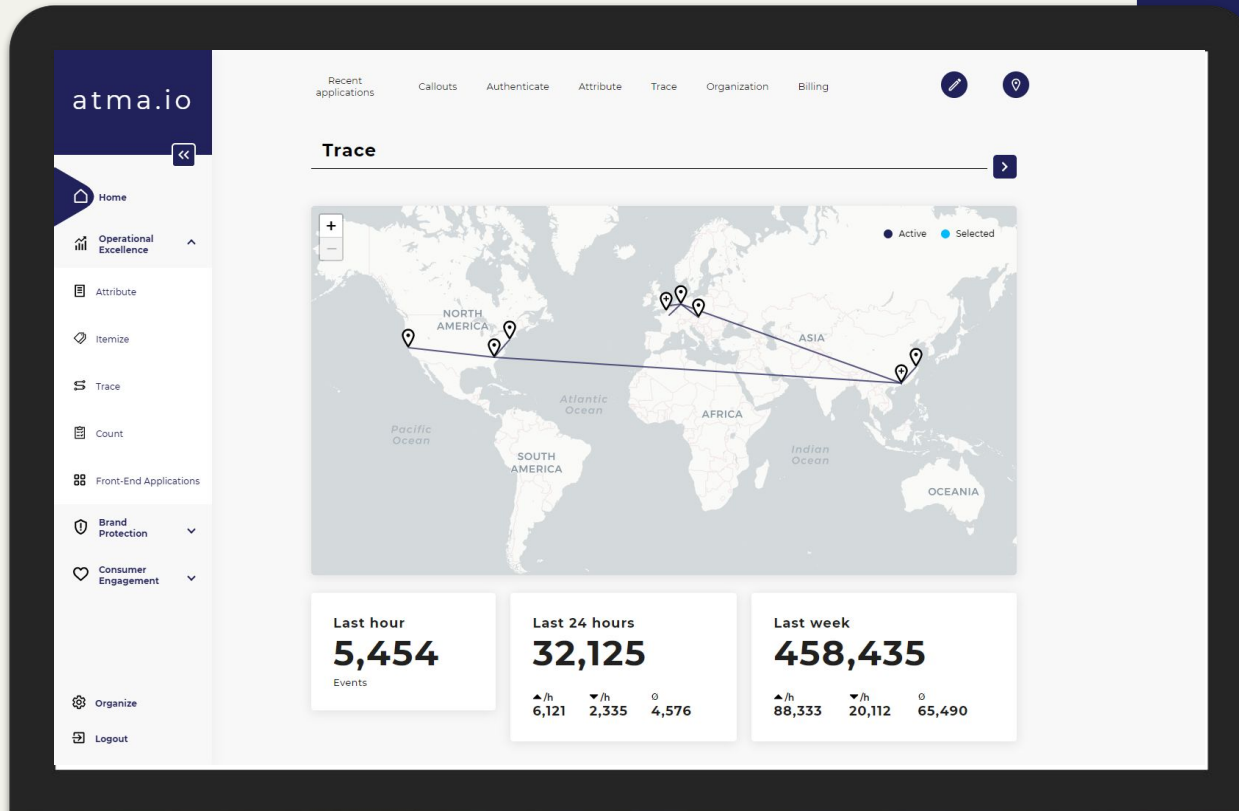 atma.io
Recent
applications
Callouts
Authenticate
Attribute
Trace
Organization
Billing
Trace
Home
Operational
Excellence
Attribute
Itemize
Trace
Count
Front-End Applications
Brand
Protection
Consumer
Engagement
Organize
Logout
+
−
Active
Selected
NORTH
AMERICA
ASIA
Atlantic
Ocean
AFRICA
Pacific
Ocean
SOUTH
AMERICA
Indian
Ocean
OCEANIA
Last hour
5,454
Events
Last 24 hours
32,125
▲/h ▼/h Ø
6,121 2,335 4,576
Last week
458,435
▲/h ▼/h Ø
88,333 20,112 65,490